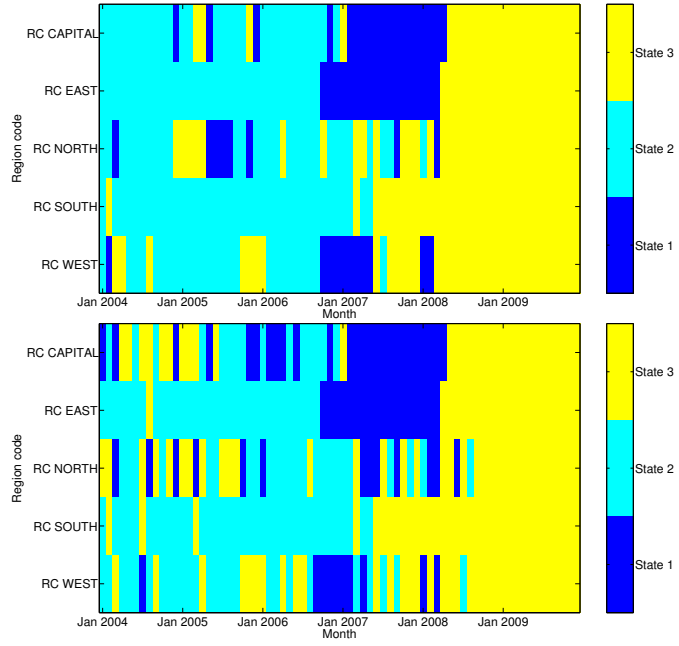 RC CAPITAL
RC EAST
RC NORTH
RC SOUTH
RC WEST
Region code
Jan 2004 Jan 2005 Jan 2006 Jan 2007 Jan 2008 Jan 2009
Month
State 3
State 2
State 1
RC CAPITAL
RC EAST
RC NORTH
RC SOUTH
RC WEST
Region code
Jan 2004 Jan 2005 Jan 2006 Jan 2007 Jan 2008 Jan 2009
Month
State 3
State 2
State 1